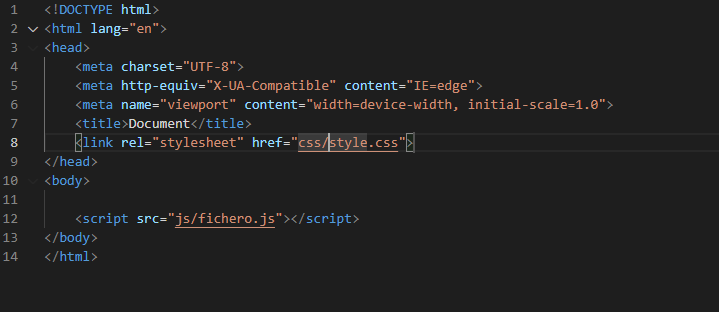 1 <!DOCTYPE html>
2 <html lang="en">
3 <head>
4     <meta charset="UTF-8">
5     <meta http-equiv="X-UA-Compatible" content="IE=edge">
6     <meta name="viewport" content="width=device-width, initial-scale=1.0">
7     <title>Document</title>
8     <link rel="stylesheet" href="css/style.css">
9 </head>
10 <body>
11
12     <script src="js/fichero.js"></script>
13 </body>
14 </html>